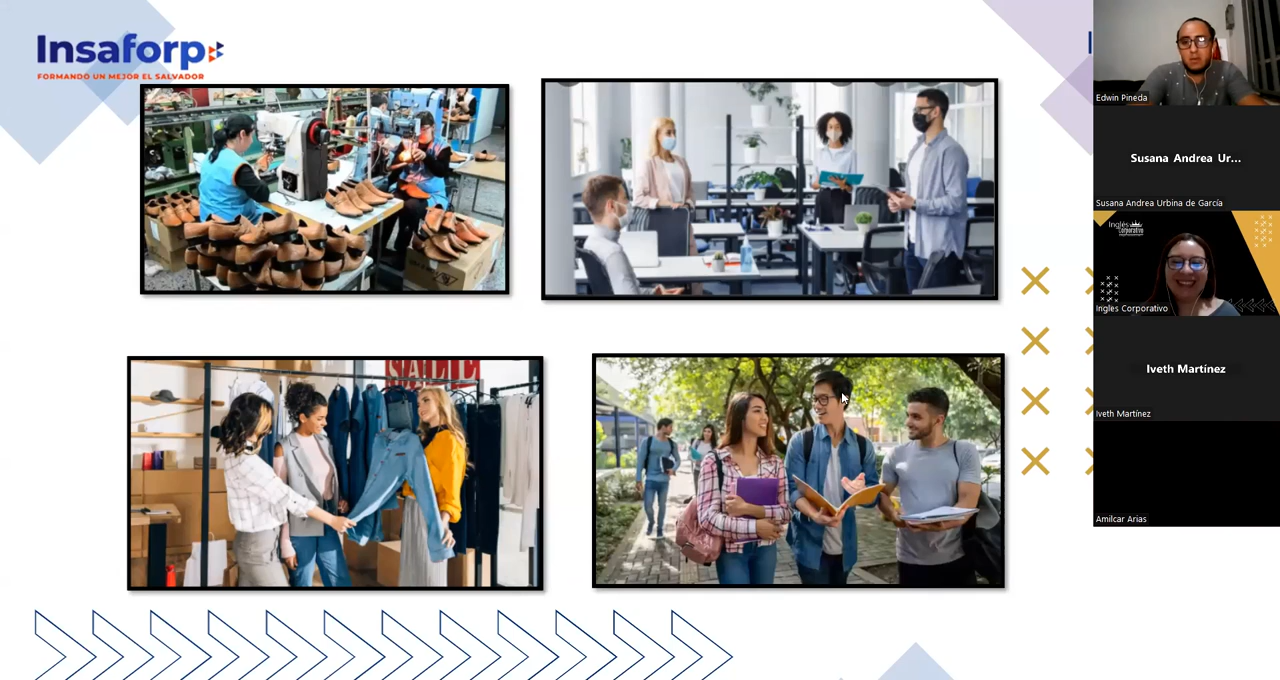 Insaforp
FORMANDO UN MEJOR EL SALVADOR
SALE
Edwin Pineda
Susana Andrea Ur...
Susana Andrea Urbina de García
Inglés
Corporativo
Ingles Corporativo
Iveth Martínez
Iveth Martínez
Amilcar Arias